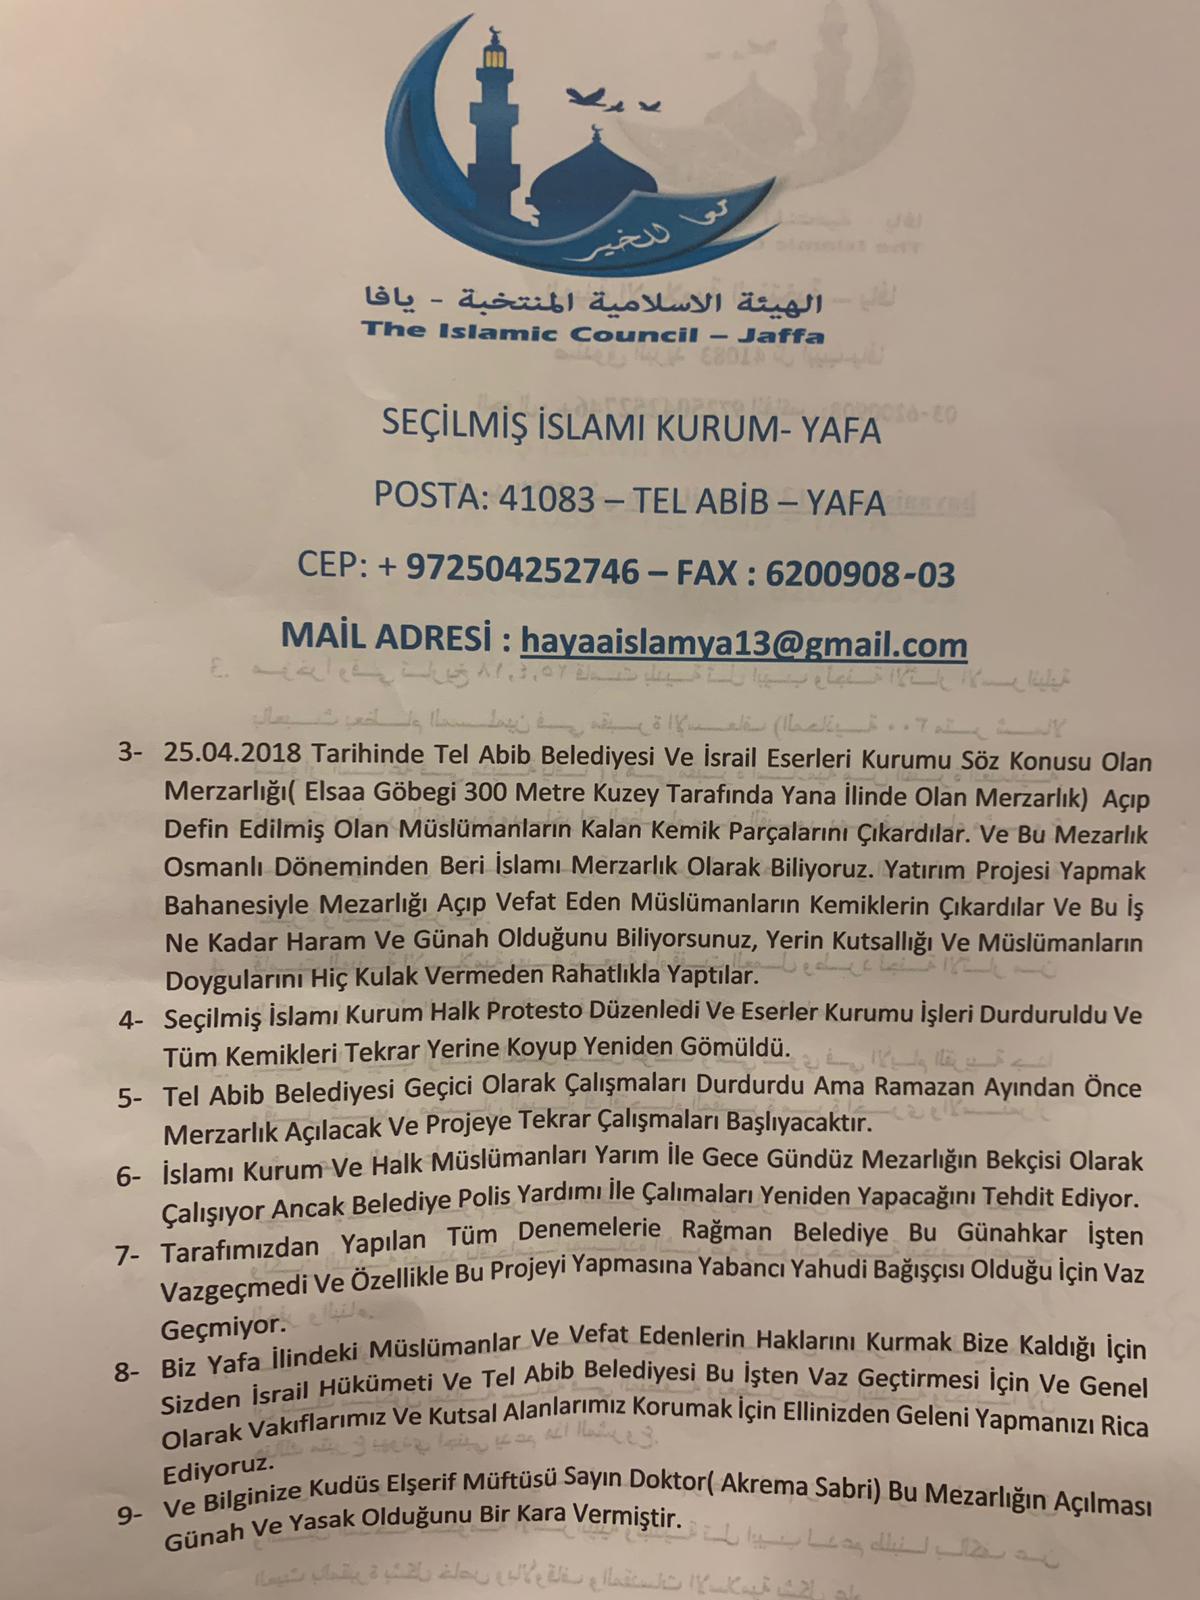 معا للخير
الهيئة الاسلامية المنتخبة - يافا
The Islamic Council – Jaffa
SEÇİLMİŞ İSLAMI KURUM- YAFA
POSTA: 41083 – TEL ABİB – YAFA
CEP: + 972504252746 – FAX : 6200908-03
MAİL ADRESİ : hayaaislamya13@gmail.com
3- 25.04.2018 Tarihinde Tel Abib Belediyesi Ve İsrail Eserleri Kurumu Söz Konusu Olan
Merzarlığı( Elsaa Göbegi 300 Metre Kuzey Tarafında Yana İlinde Olan Merzarlık) Açıp
Defin Edilmiş Olan Müslümanların Kalan Kemik Parçalarını Çıkardılar. Ve Bu Mezarlık
Osmanlı Döneminden Beri İslamı Merzarlık Olarak Biliyoruz. Yatırım Projesi Yapmak
Bahanesiyle Mezarlığı Açıp Vefat Eden Müslümanların Kemiklerin Çıkardılar Ve Bu İş
Ne Kadar Haram Ve Günah Olduğunu Biliyorsunuz, Yerin Kutsallığı Ve Müslümanların
Doygularını Hiç Kulak Vermeden Rahatlıkla Yaptılar.
4- Seçilmiş İslamı Kurum Halk Protesto Düzenledi Ve Eserler Kurumu İşleri Durduruldu Ve
Tüm Kemikleri Tekrar Yerine Koyup Yeniden Gömüldü.
5- Tel Abib Belediyesi Geçici Olarak Çalışmaları Durdurdu Ama Ramazan Ayından Önce
Merzarlık Açılacak Ve Projeye Tekrar Çalışmaları Başlıyacaktır.
6- İslamı Kurum Ve Halk Müslümanları Yarım İle Gece Gündüz Mezarlığın Bekçisi Olarak
Çalışıyor Ancak Belediye Polis Yardımı İle Çalımaları Yeniden Yapacağını Tehdit Ediyor.
7- Tarafımızdan Yapılan Tüm Denemelerie Rağman Belediye Bu Günahkar İşten
Vazgeçmedi Ve Özellikle Bu Projeyi Yapmasına Yabancı Yahudi Bağışçısı Olduğu İçin Vaz
Geçmiyor.
8- Biz Yafa İlindeki Müslümanlar Ve Vefat Edenlerin Haklarını Kurmak Bize Kaldığı İçin
Sizden İsrail Hükümeti Ve Tel Abib Belediyesi Bu İşten Vaz Geçtirmesi İçin Ve Genel
Olarak Vakıflarımız Ve Kutsal Alanlarımız Korumak İçin Ellinizden Geleni Yapmanızı Rica
Ediyoruz.
9- Ve Bilginize Kudüs Elşerif Müftüsü Sayın Doktor( Akrema Sabri) Bu Mezarlığın Açılması
Günah Ve Yasak Olduğunu Bir Kara Vermiştir.